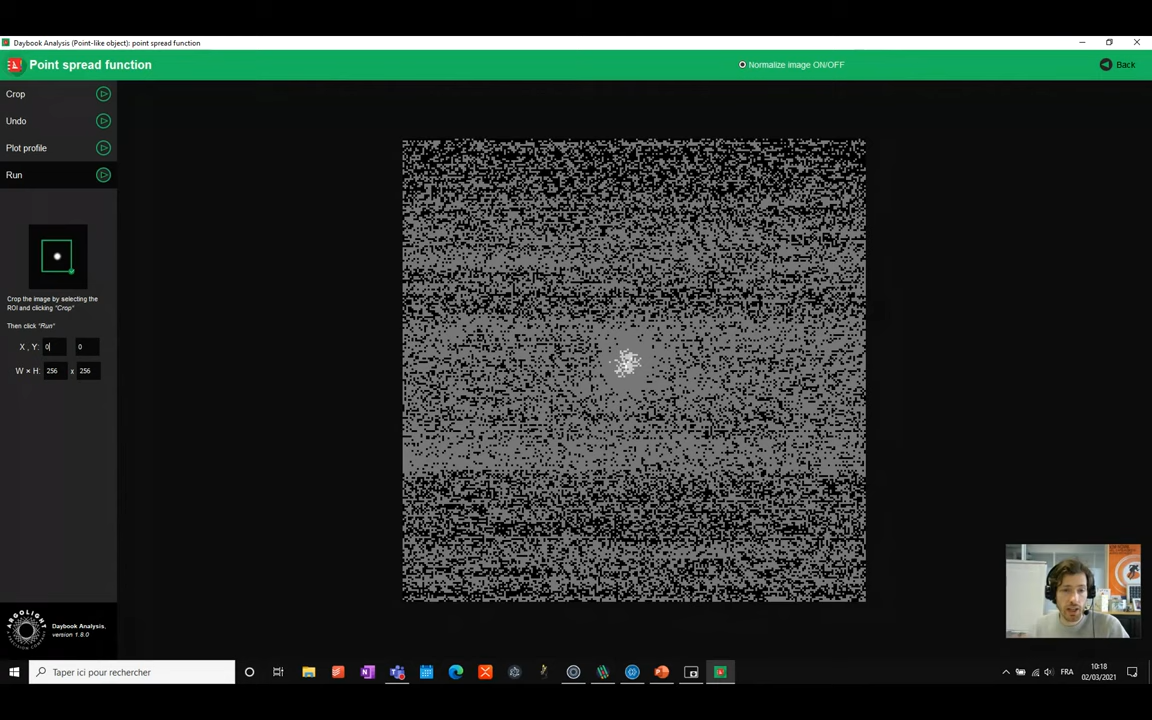 Daybook Analysis (Point-like object): point spread function
Point spread function
Normalize image ON/OFF
Back
Crop
Undo
Plot profile
Run
Crop the image by selecting the
ROI and clicking "Crop"
Then click "Run"
X , Y: 0 0
W × H: 256 x 256
ARGOLIGHT
Daybook Analysis,
version 1.8.0
Taper ici pour rechercher
FRA
10:18
02/03/2021